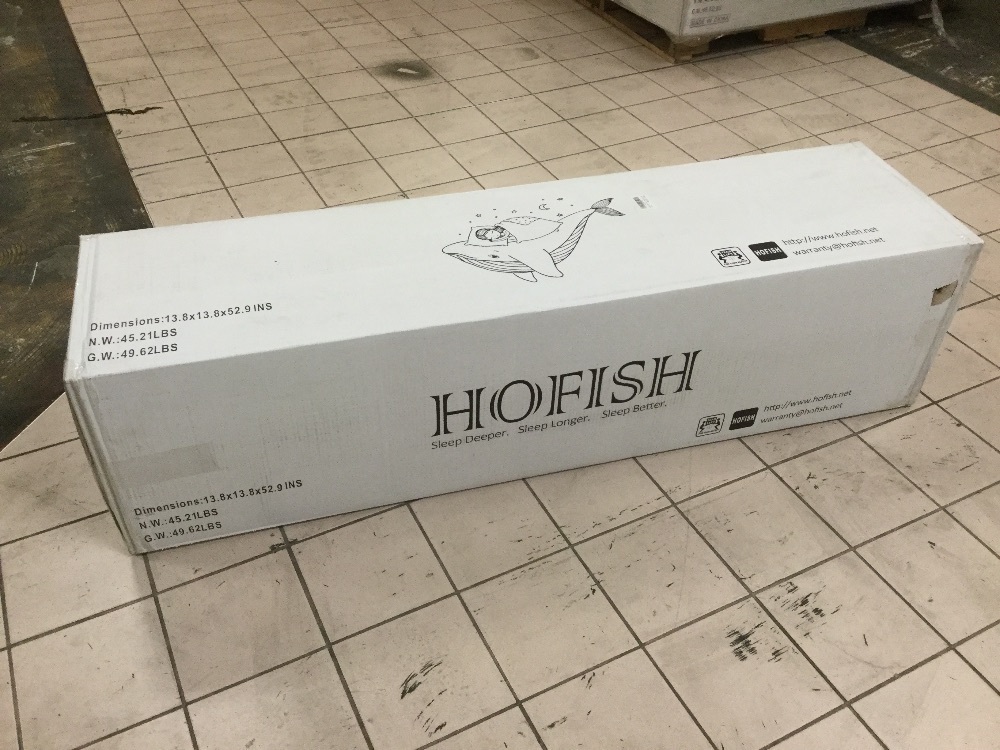 Dimensions:13.8x13.8x52.9 INS
N.W.:45.21LBS
G.W.:49.62LBS
HOFISH
http://www.hofish.net
warranty@hofish.net
HOFISH
Sleep Deeper. Sleep Longer. Sleep Better.
HOFISH
http://www.hofish.net
warranty@hofish.net
Dimensions:13.8x13.8x52.9 INS
N.W.:45.21LBS
G.W.:49.62LBS